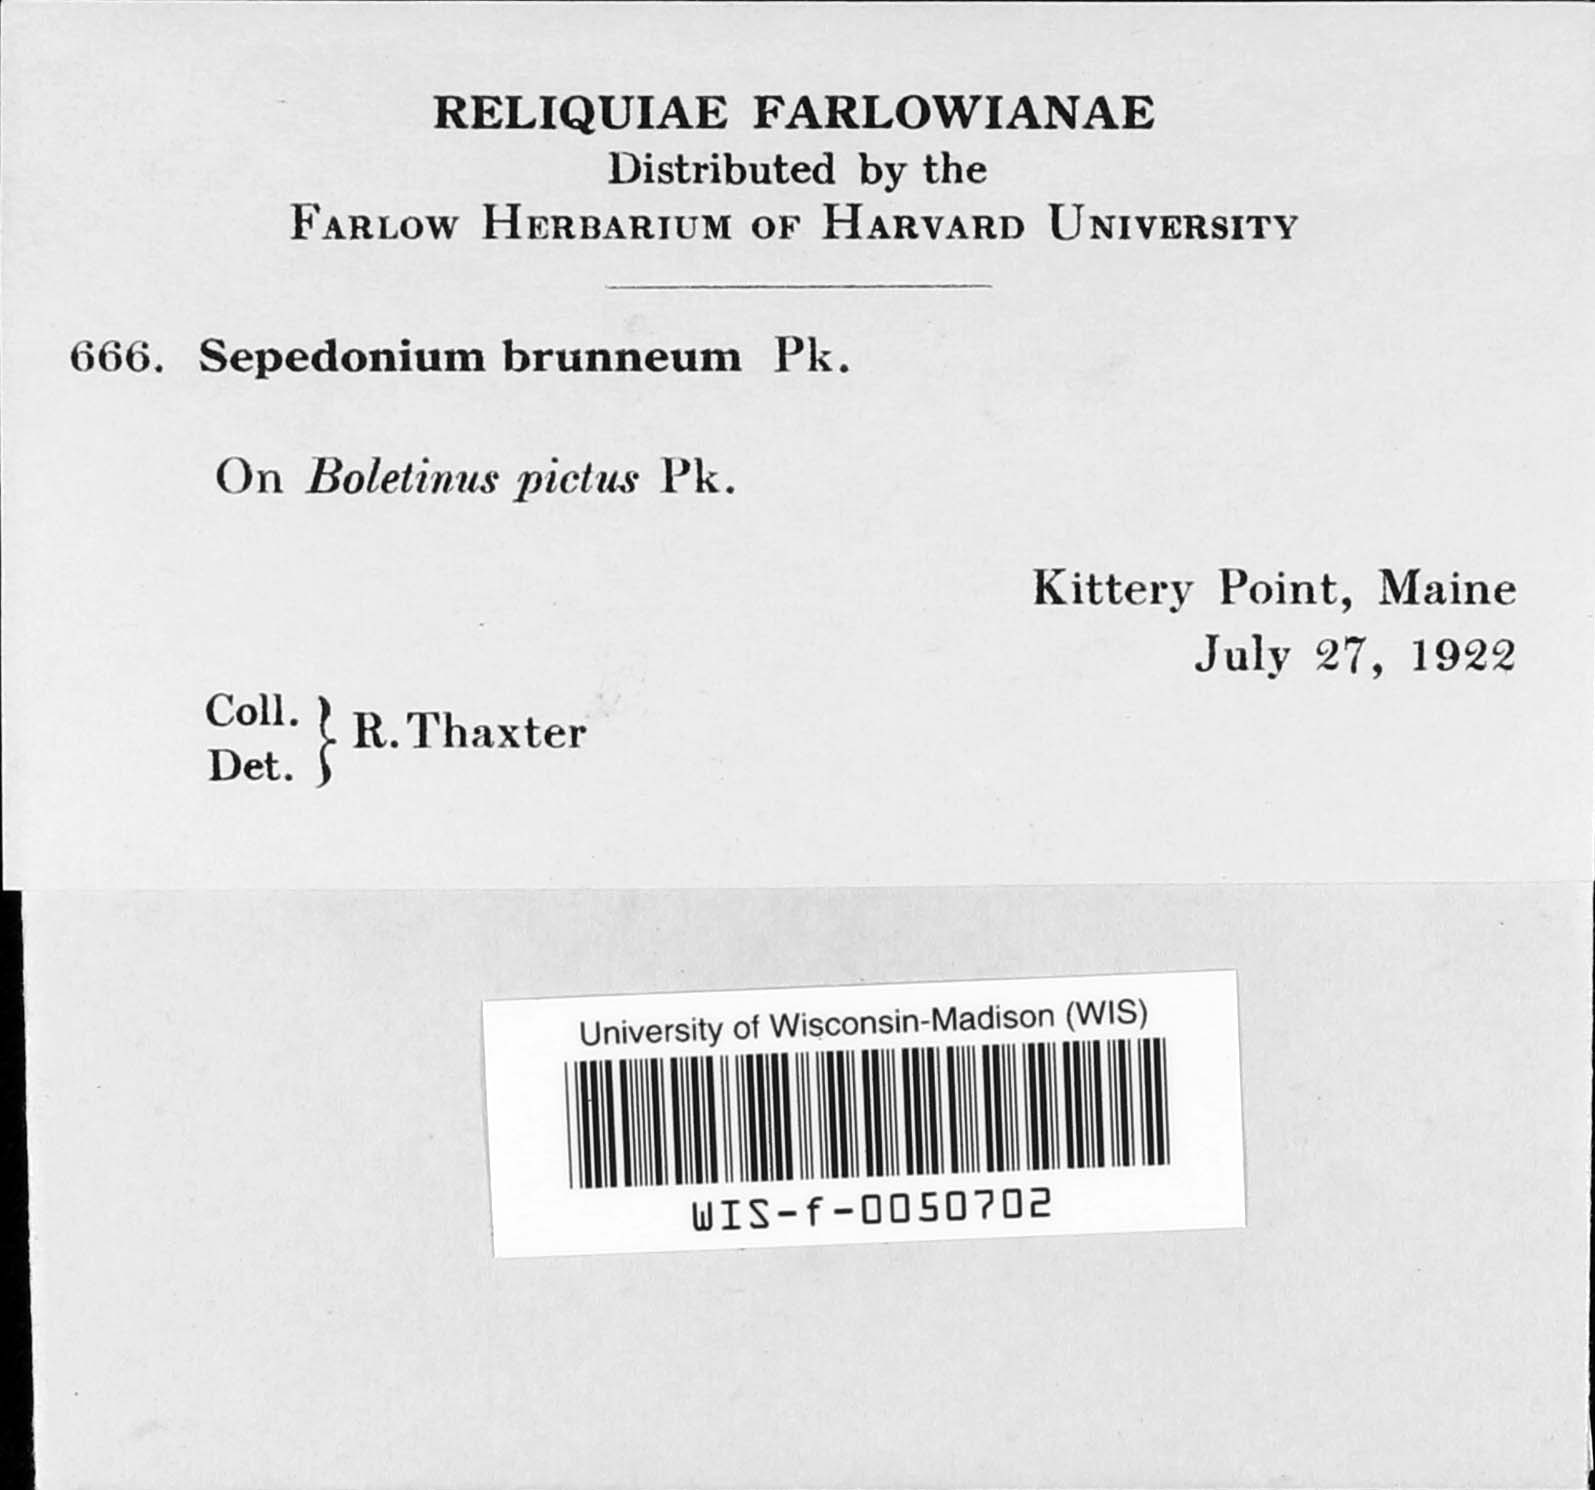 RELIQUIAE FARLOWIANAE
Distributed by the
FARLOW HERBARIUM OF HARVARD UNIVERSITY
666. Sepedonium brunneum Pk.
On Boletinus pictus Pk.
Kittery Point, Maine
July 27, 1922
Coll. } R. Thaxter
Det.
University of Wisconsin-Madison (WIS)
WIS-f-0050702